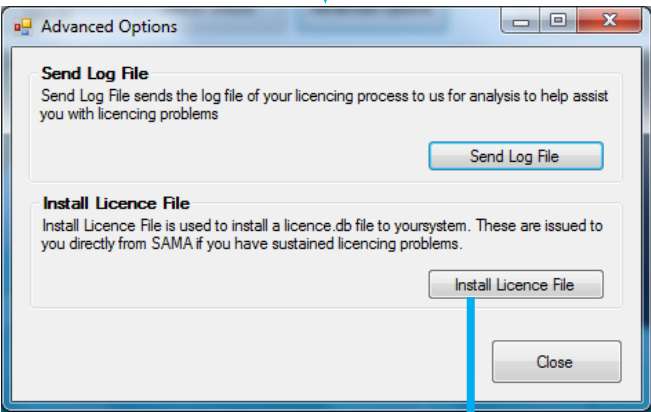 Advanced Options
Send Log File
Send Log File sends the log file of your licencing process to us for analysis to help assist
you with licencing problems
Send Log File
Install Licence File
Install Licence File is used to install a licence.db file to yoursystem. These are issued to
you directly from SAMA if you have sustained licencing problems.
Install Licence File
Close